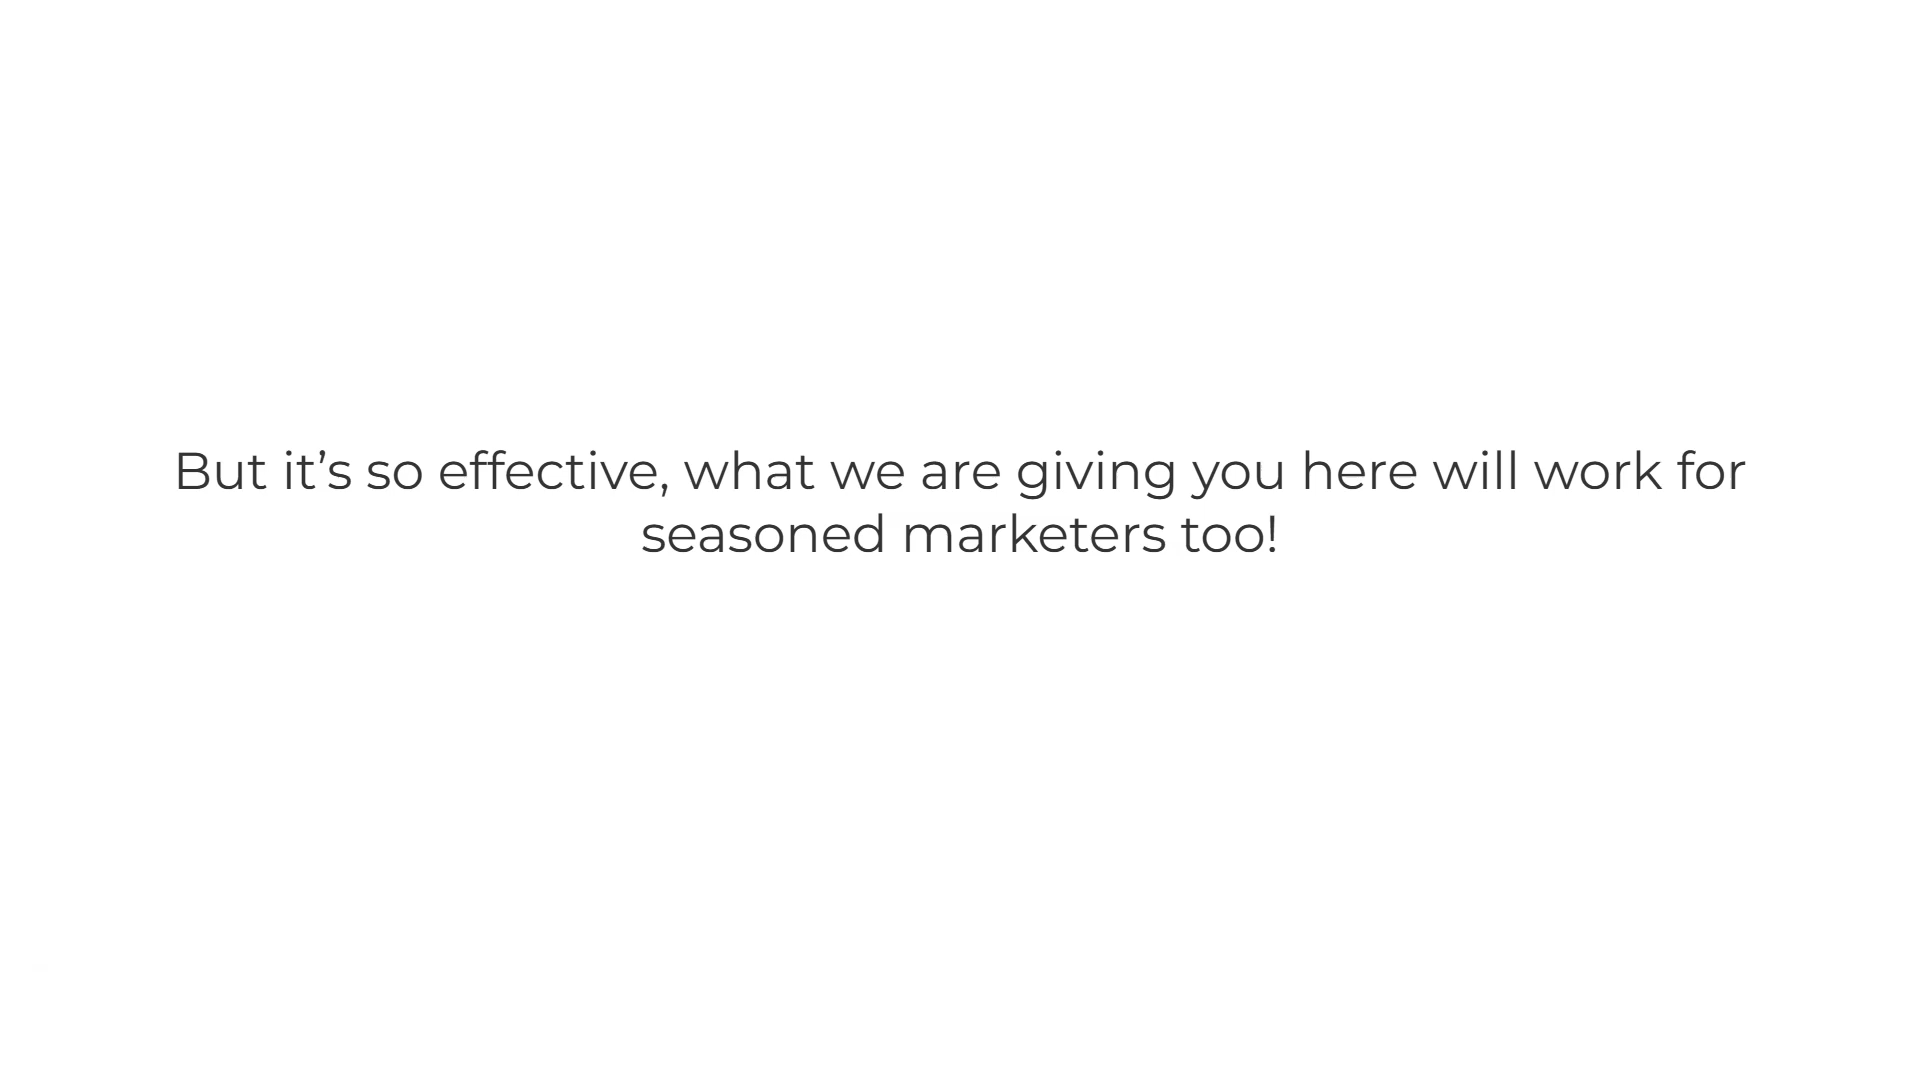 But it’s so effective, what we are giving you here will work for
seasoned marketers too!